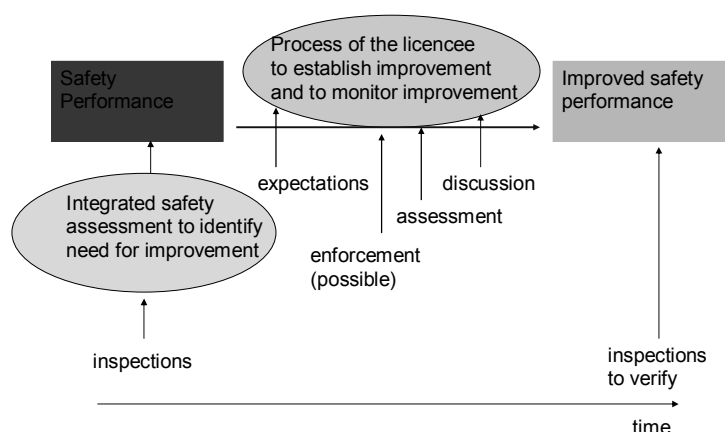 Process of the licencee
to establish improvement
and to monitor improvement
Safety
Performance
Improved safety
performance
expectations
discussion
assessment
Integrated safety
assessment to identify
need for improvement
enforcement
(possible)
inspections
inspections
to verify
time